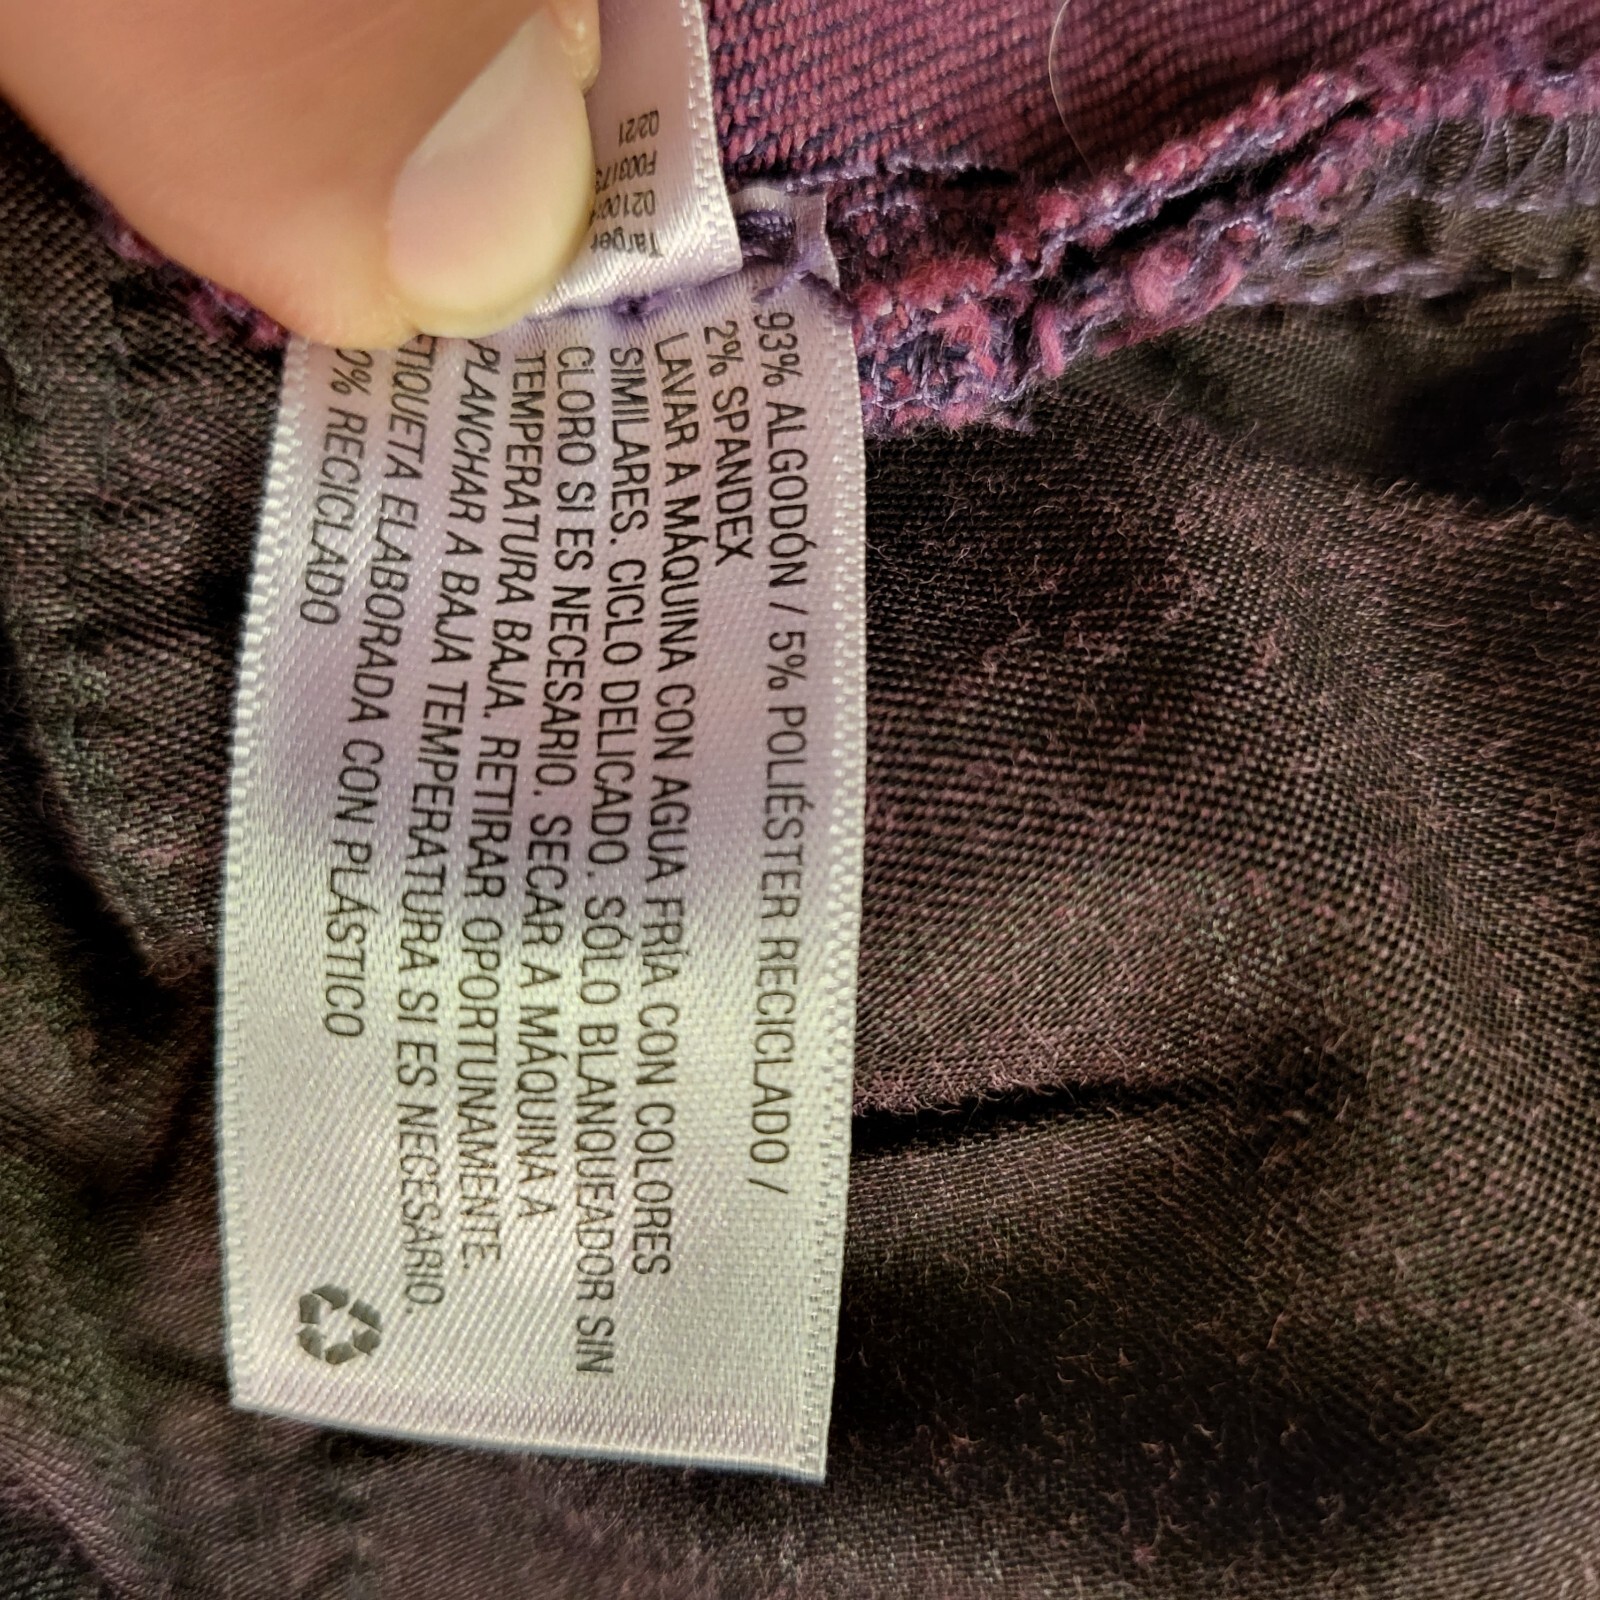 93% ALGODÓN / 5% POLIÉSTER RECICLADO /
2% SPANDEX
LAVAR A MÁQUINA CON AGUA FRÍA CON COLORES
SIMILARES. CICLO DELICADO. SÓLO BLANQUEADOR SIN
CLORO SI ES NECESARIO. SECAR A MÁQUINA A
TEMPERATURA BAJA. RETIRAR OPORTUNAMENTE.
PLANCHAR A BAJA TEMPERATURA SI ES NECESARIO.
ELABORADA CON PLÁSTICO
RECICLADO
Target
02/21